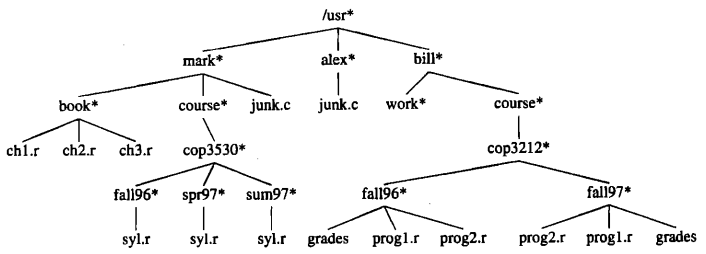 /usr*
mark* alex* bill*
book* course* junk.c junk.c work* course*
ch1.r ch2.r ch3.r cop3530* cop3212*
fall96* spr97* sum97* fall96* fall97*
syl.r syl.r syl.r grades prog1.r prog2.r prog2.r prog1.r grades